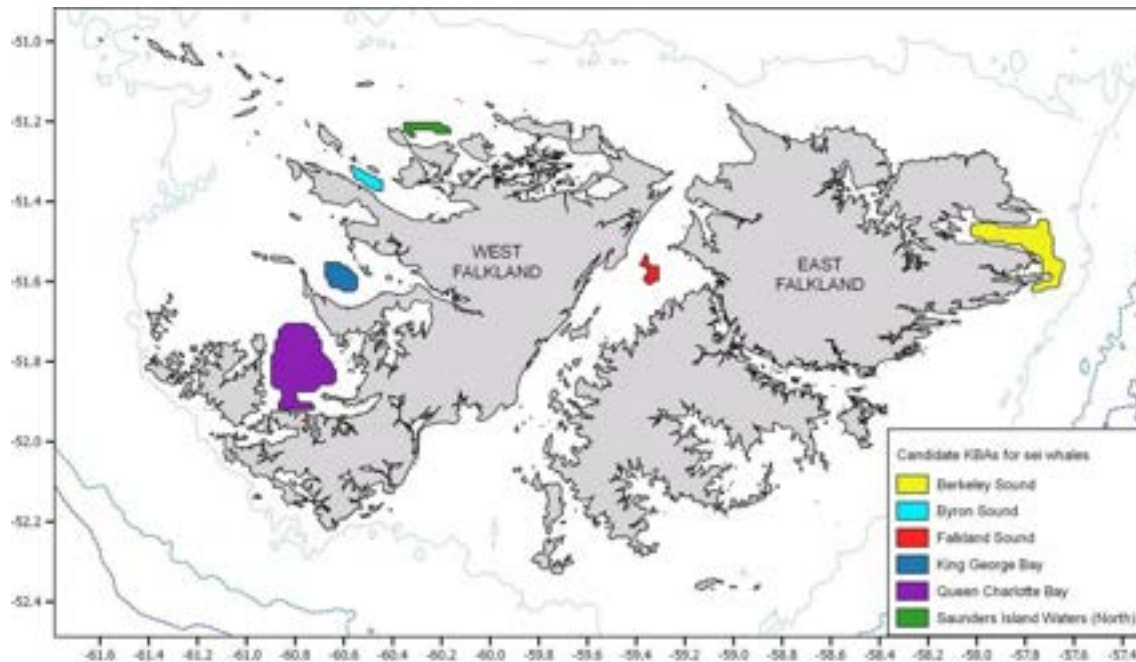 -51.0
-51.2
-51.4
-51.6
-51.8
-52.0
-52.2
-52.4
WEST
FALKLAND
EAST
FALKLAND
Candidate KBAs for sei whales
Berkeley Sound
Byron Sound
Falkland Sound
King George Bay
Queen Charlotte Bay
Saunders Island Waters (North)
-61.6 -61.4 -61.2 -61.0 -60.8 -60.6 -60.4 -60.2 -60.0 -59.8 -59.6 -59.4 -59.2 -59.0 -58.8 -58.6 -58.4 -58.2 -58.0 -57.8 -57.6 -57.4